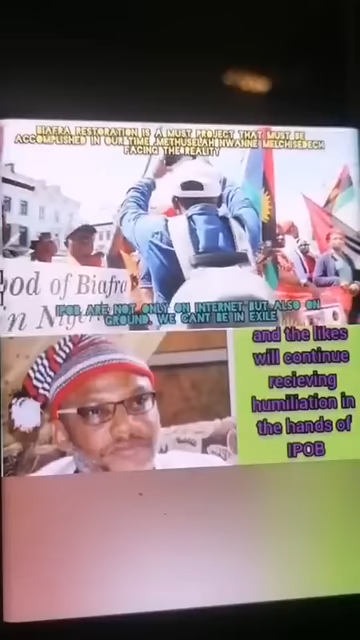 BIAFRA RESTORATION IS A MUST PROJECT THAT MUST BE
ACCOMPLISHED IN OUR TIME. METHUSELAH NWANNE MELCHISEDECH
FACING THE REALITY
ood of Biafra
n Niger
IPOB ARE NOT ONLY ON INTERNET BUT ALSO ON
GROUND, WE CANT BE IN EXILE
and the likes
will continue
recieving
humiliation in
the hands of
IPOB